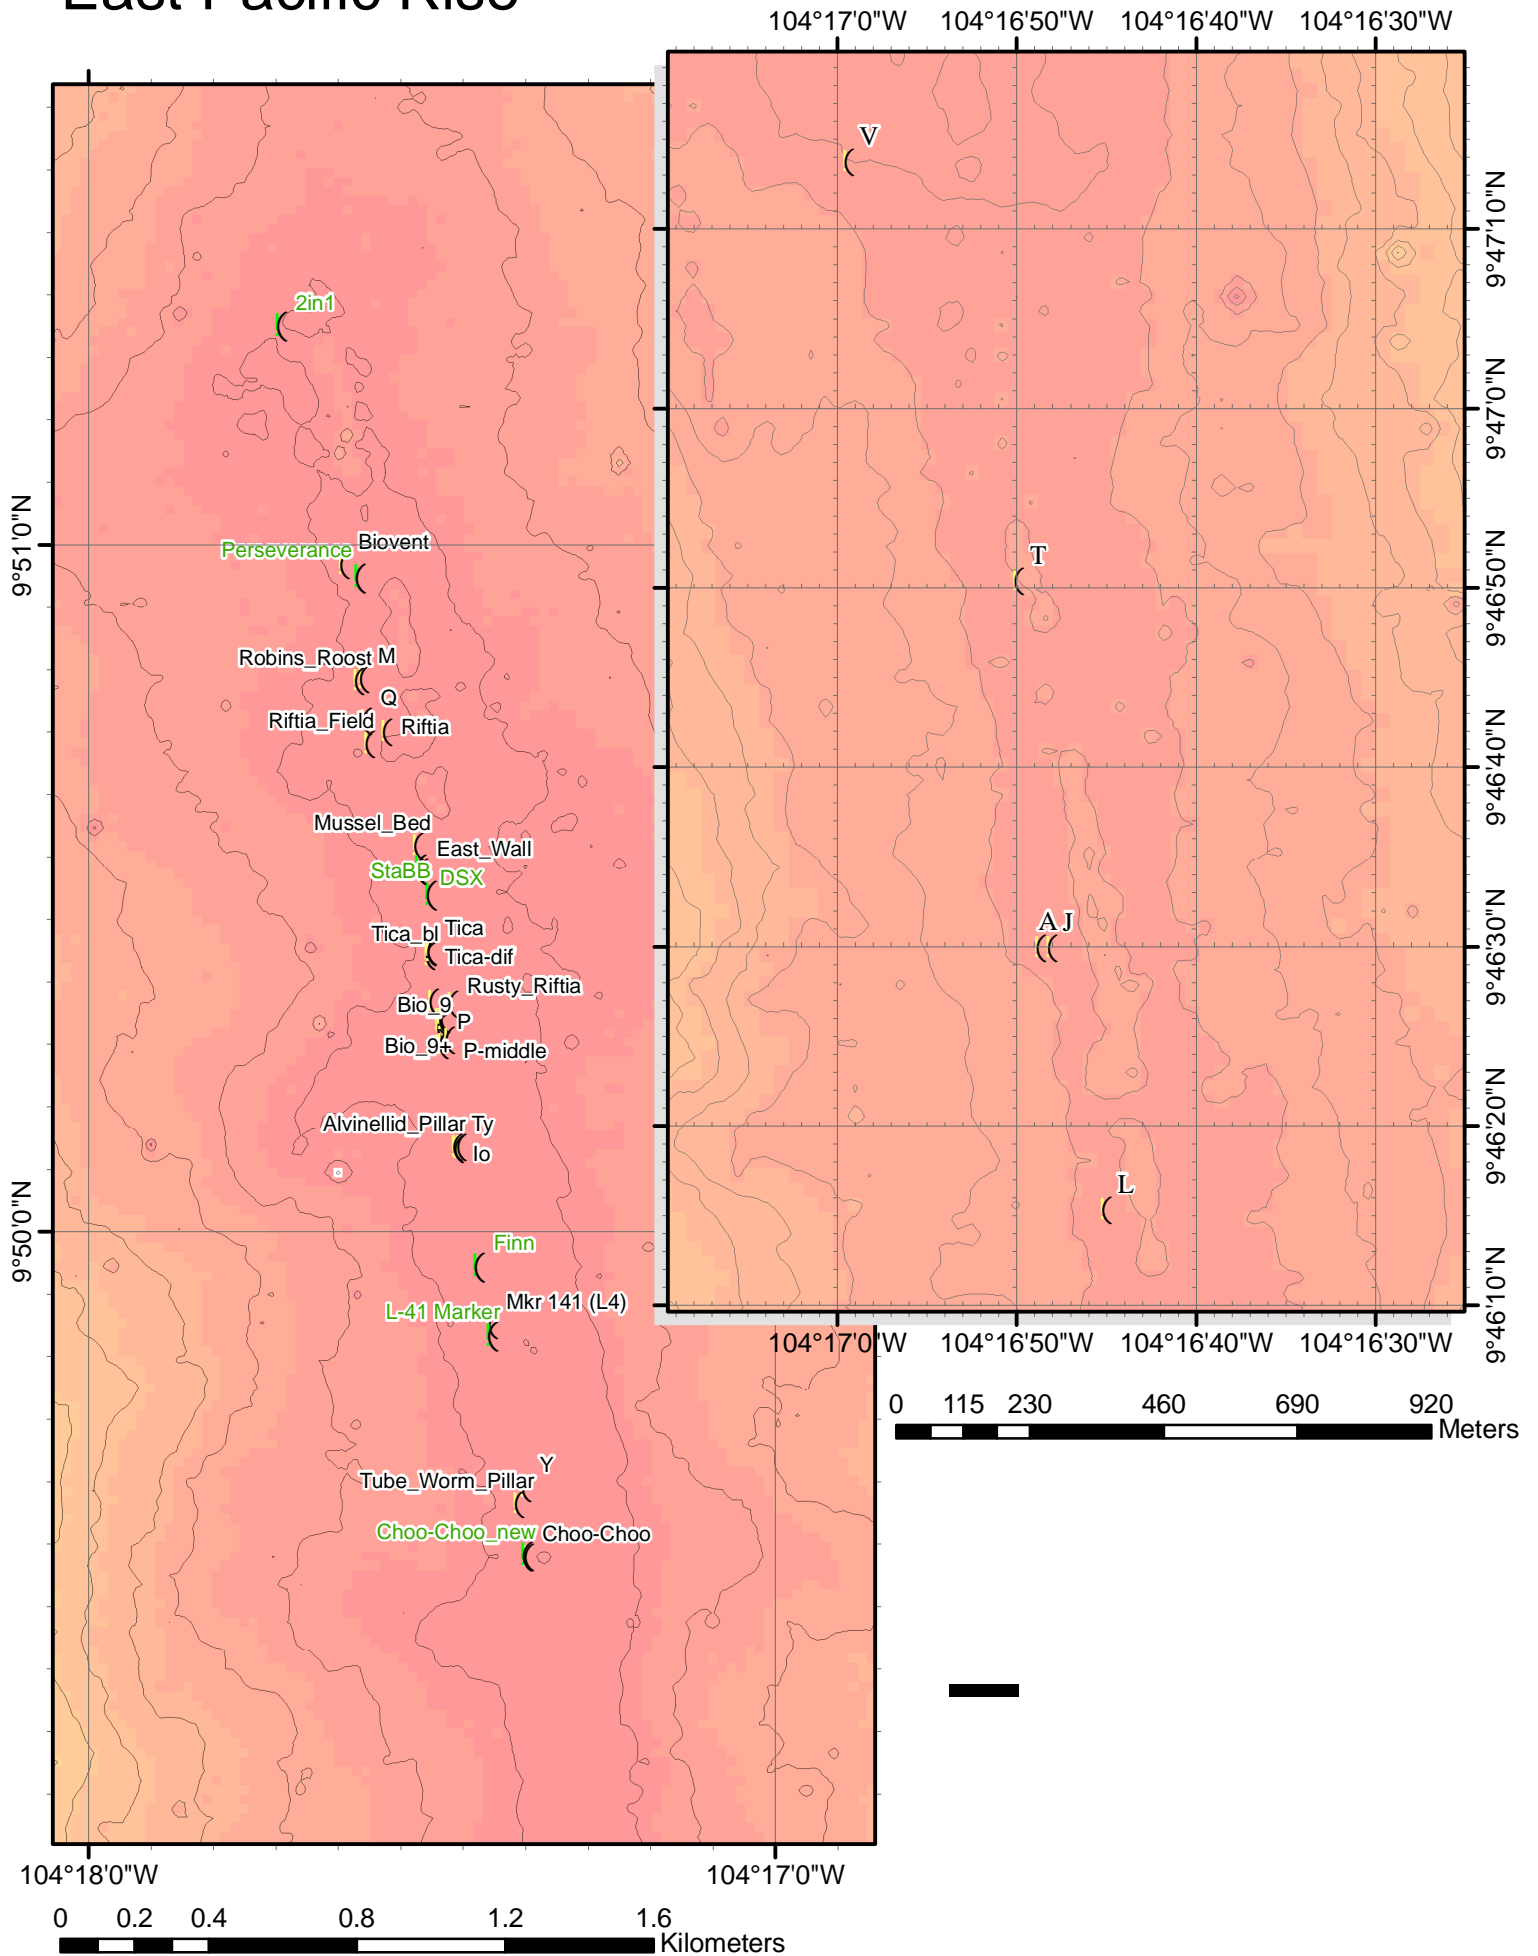 East Pacific Rise
104°17'0"W 104°16'50"W 104°16'40"W 104°16'30"W
V
9°47'10"N
2in1
9°47'0"N
9°51'0"N
Perseverance
Biovent
T
9°46'50"N
Robins_Roost
M
Q
Riftia_Field
Riftia
9°46'40"N
Mussel_Bed
East_Wall
StaBB
DSX
Tica_bl
Tica
Tica-dif
A J
9°46'30"N
Rusty_Riftia
Bio_9
P
Bio_9+
P-middle
Alvinellid_Pillar
Ty
Io
9°46'20"N
L
9°50'0"N
Finn
L-41 Marker
Mkr 141 (L4)
9°46'10"N
104°17'0"W 104°16'50"W 104°16'40"W 104°16'30"W
0 115 230 460 690 920
Meters
Y
Tube_Worm_Pillar
Choo-Choo_new
Choo-Choo
104°18'0"W 104°17'0"W
0 0.2 0.4 0.8 1.2 1.6
Kilometers